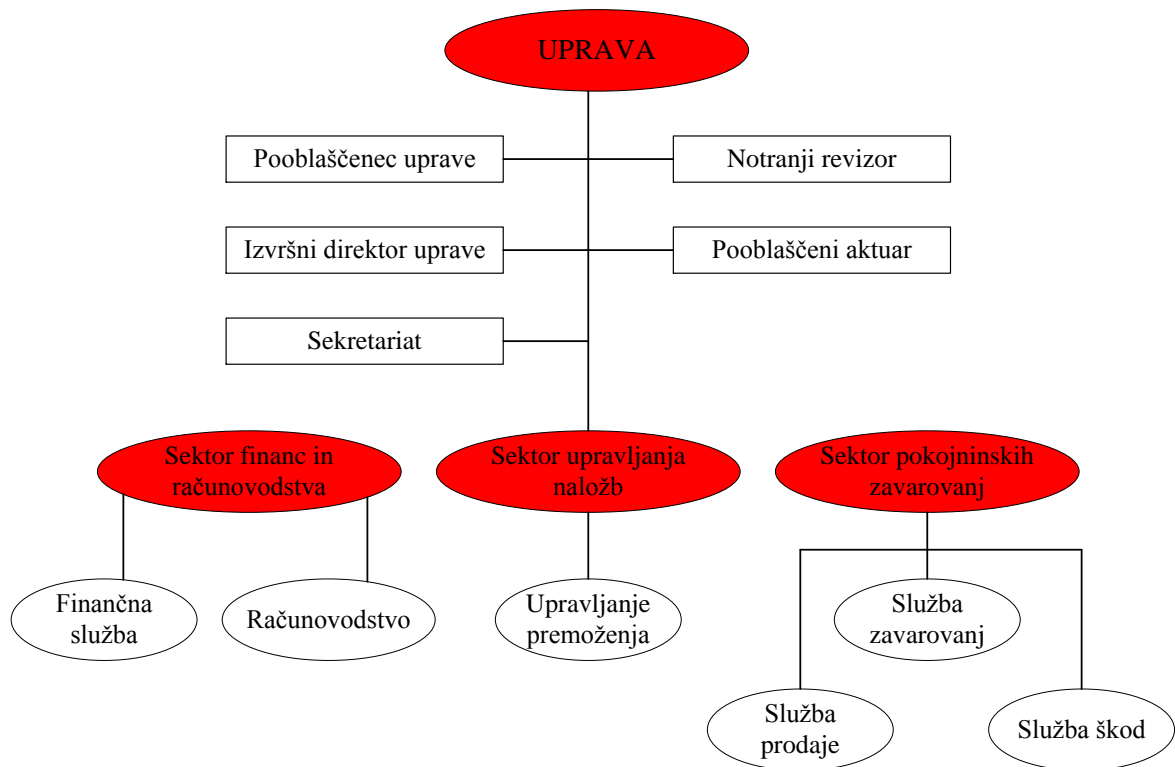 UPRAVA
Pooblaščenec uprave
Notranji revizor
Izvršni direktor uprave
Pooblaščeni aktuar
Sekretariat
Sektor financ in
računovodstva
Sektor upravljanja
naložb
Sektor pokojninskih
zavarovanj
Finančna
služba
Računovodstvo
Upravljanje
premoženja
Služba
zavarovanj
Služba
prodaje
Služba škod